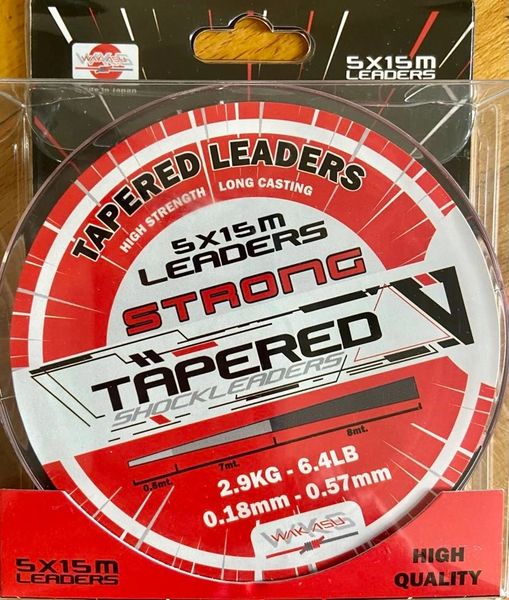 WAKASU
Made in Japan
5X15M
LEADERS
TAPERED LEADERS
HIGH STRENGTH LONG CASTING
5X15M
LEADERS
STRONG
TAPERED
SHOCKLEADERS
0.5mt. 7mt. 8mt.
2.9KG - 6.4LB
0.18mm - 0.57mm
WAKASU
5X15M
LEADERS
HIGH
QUALITY